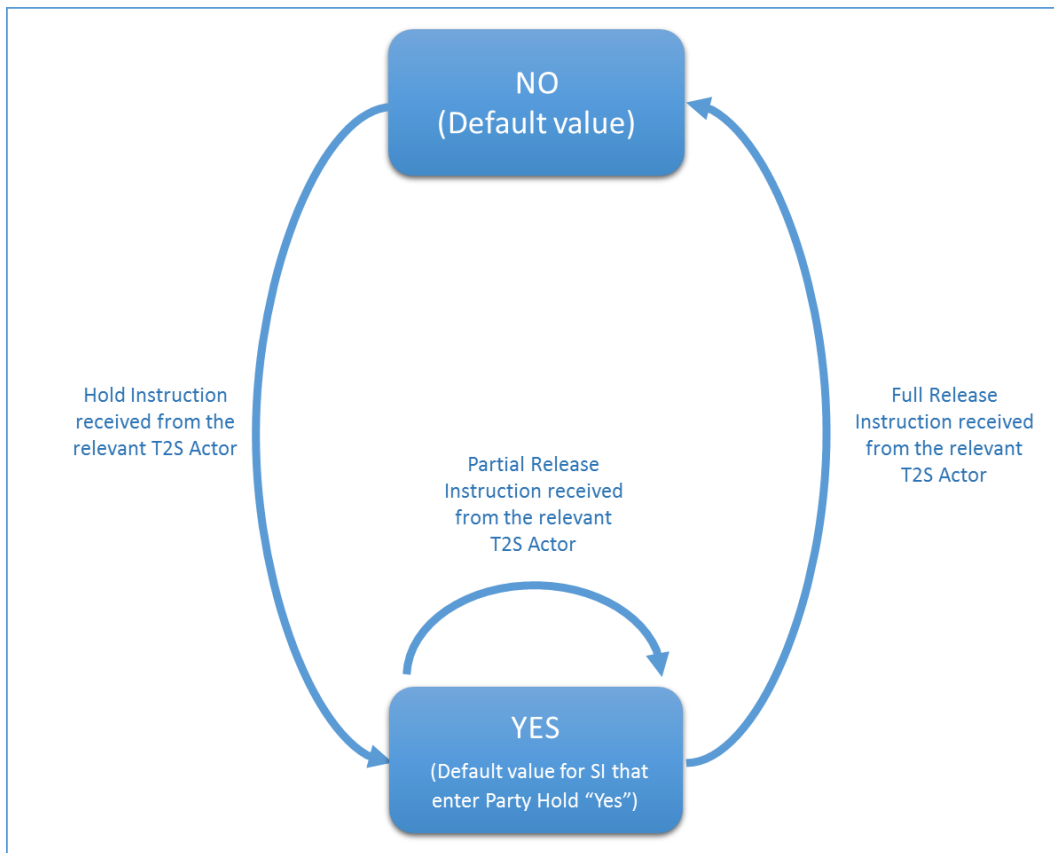 NO
(Default value)
Hold Instruction
received from the
relevant T2S Actor
Full Release
Instruction received
from the relevant
T2S Actor
Partial Release
Instruction received
from the relevant
T2S Actor
YES
(Default value for SI that
enter Party Hold “Yes”)